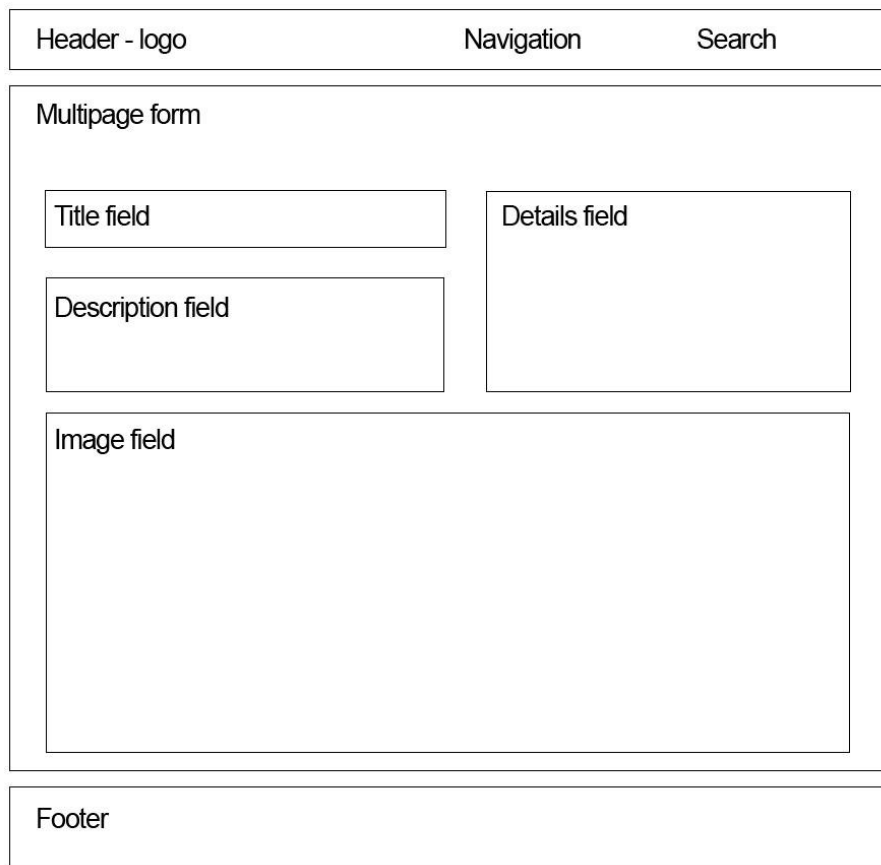 Header - logo Navigation Search
Multipage form
Title field
Details field
Description field
Image field
Footer